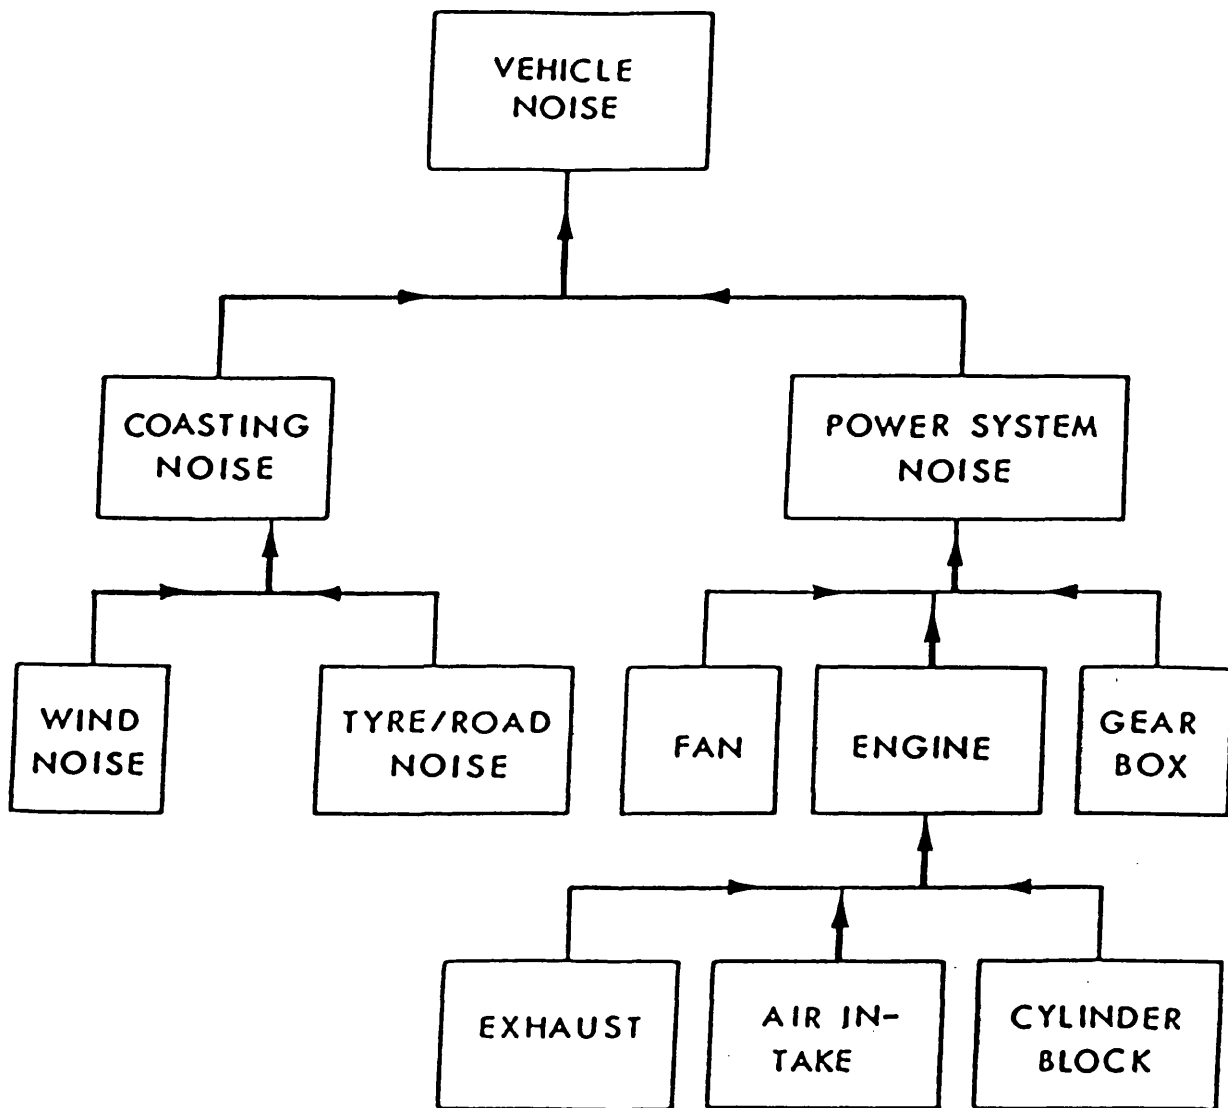 VEHICLE
NOISE
COASTING
NOISE
POWER SYSTEM
NOISE
WIND
NOISE
TYRE/ROAD
NOISE
FAN
ENGINE
GEAR
BOX
EXHAUST
AIR IN-
TAKE
CYLINDER
BLOCK